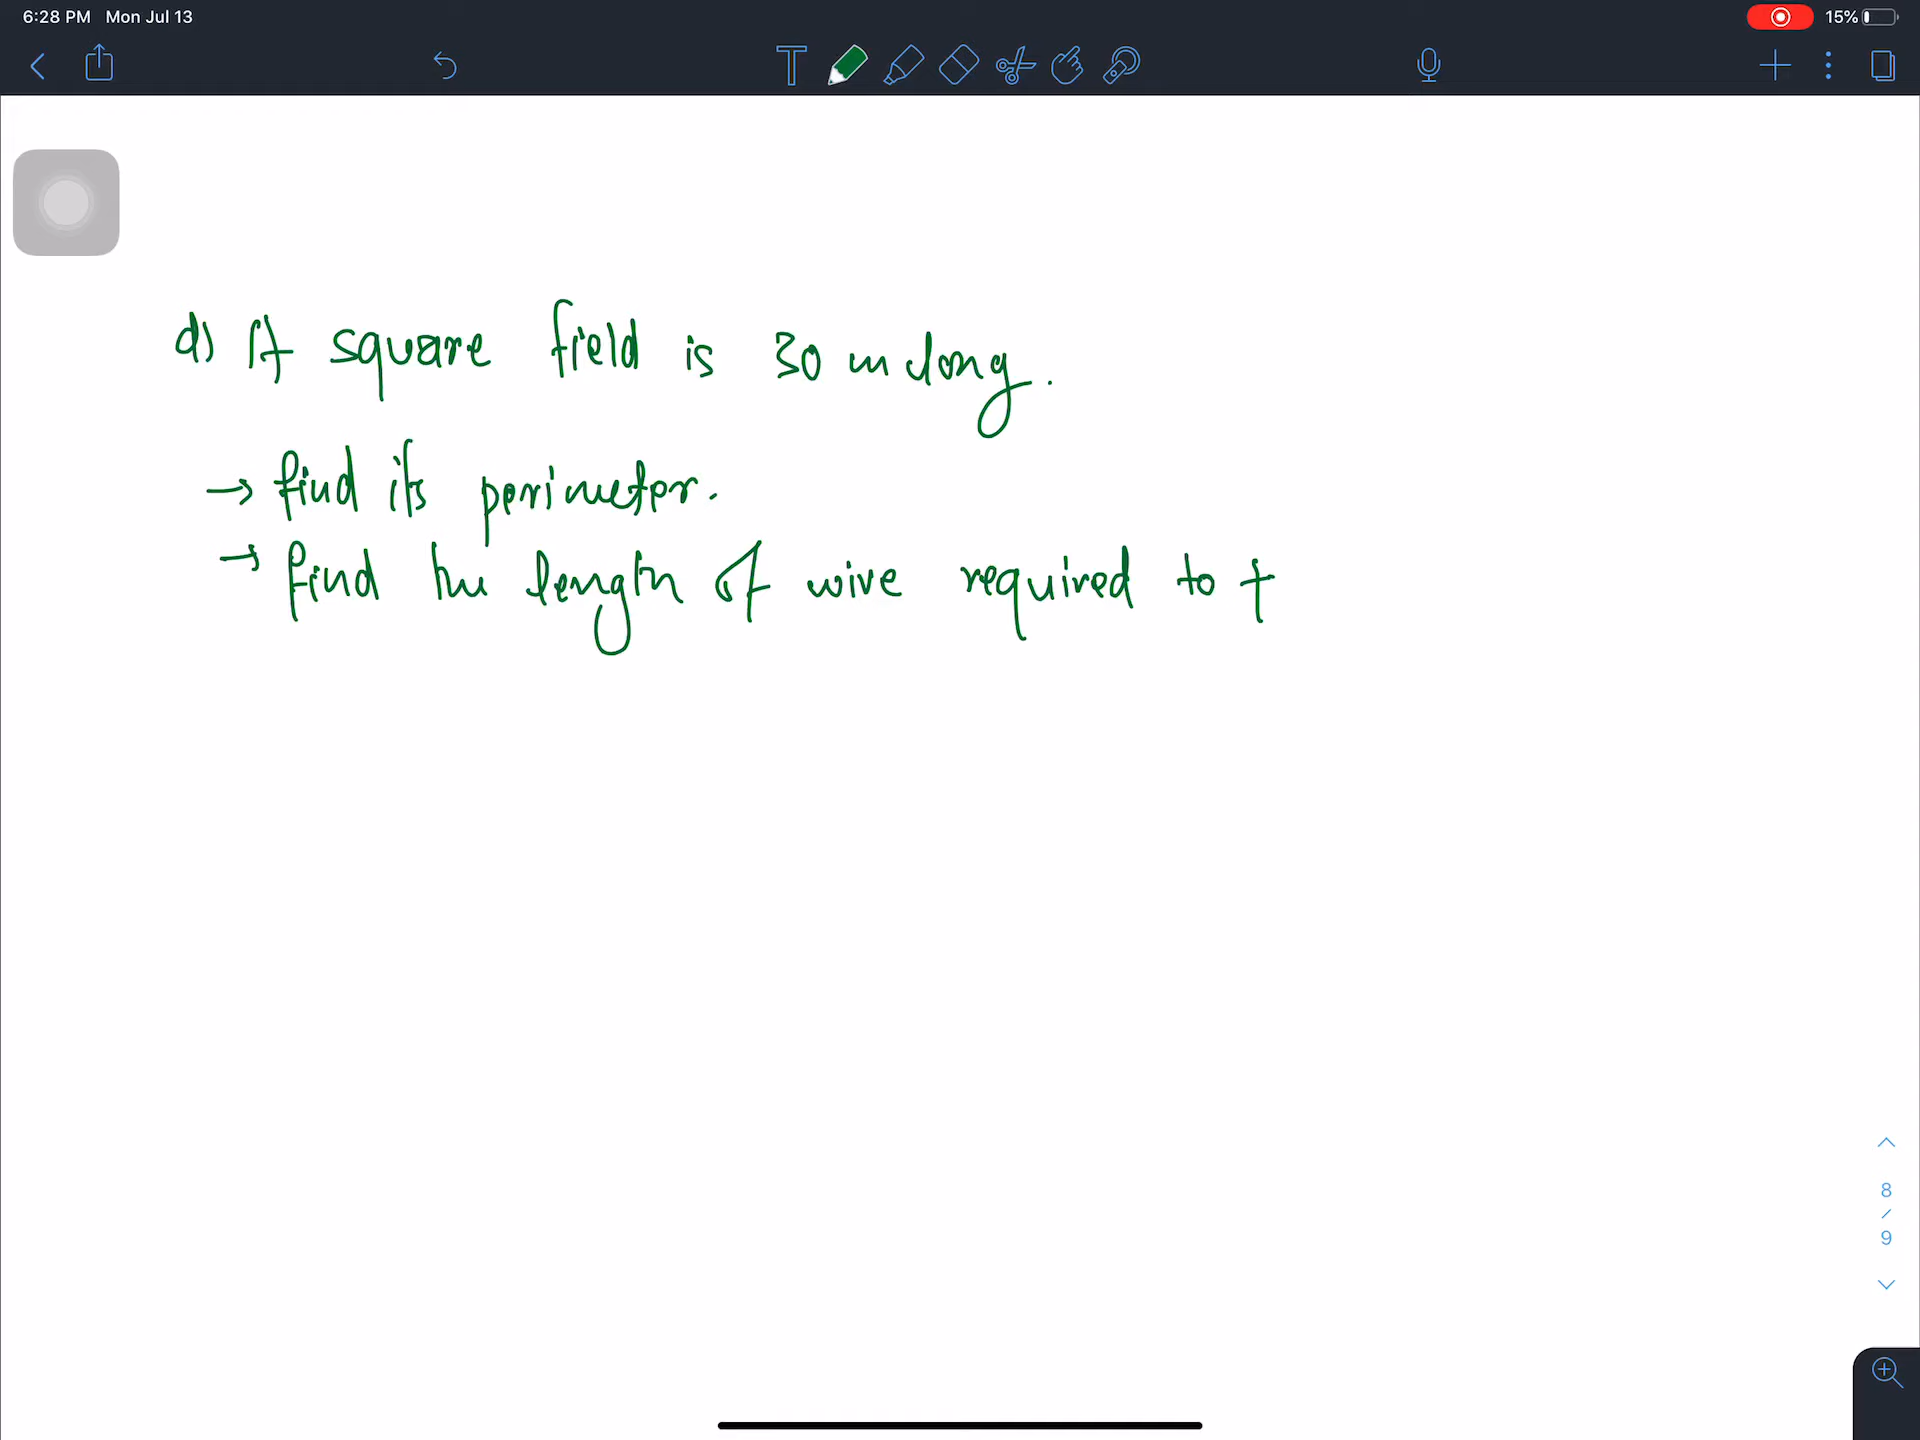 6:28 PM Mon Jul 13
15%
d) A square field is 30 m long.
→ find its perimeter.
→ find the length of wire required to f
8
/
9